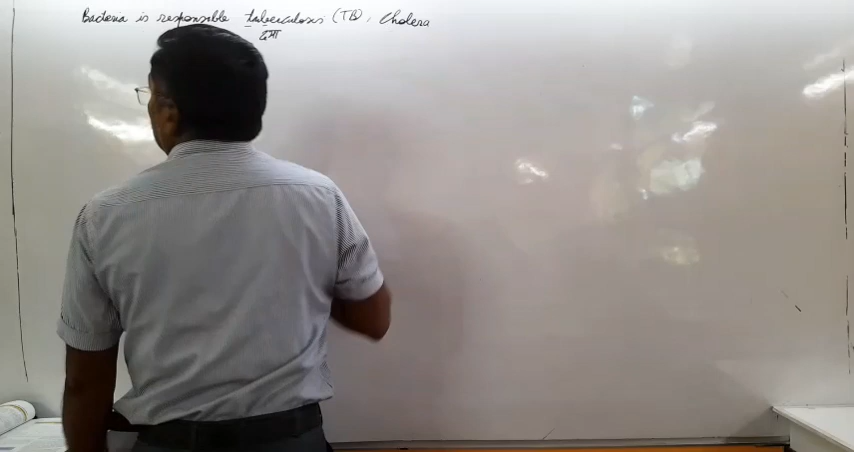 Bacteria is responsible tuberculosis (TB), Cholera